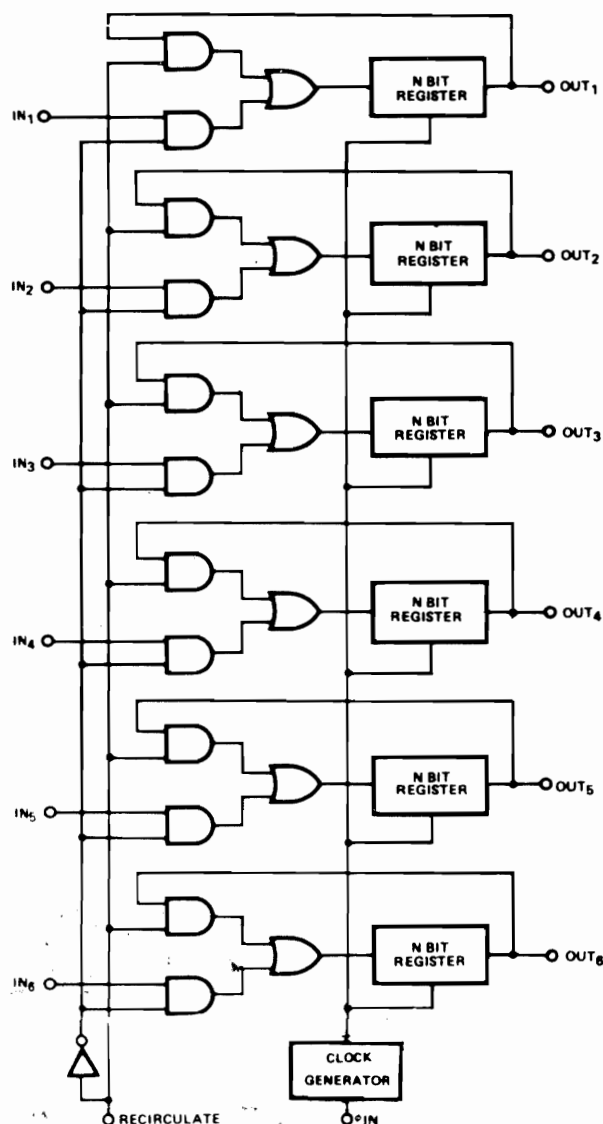 IN₁
N BIT
REGISTER
OUT₁
IN₂
N BIT
REGISTER
OUT₂
IN₃
N BIT
REGISTER
OUT₃
IN₄
N BIT
REGISTER
OUT₄
IN₅
N BIT
REGISTER
OUT₅
IN₆
N BIT
REGISTER
OUT₆
CLOCK
GENERATOR
RECIRCULATE
IN